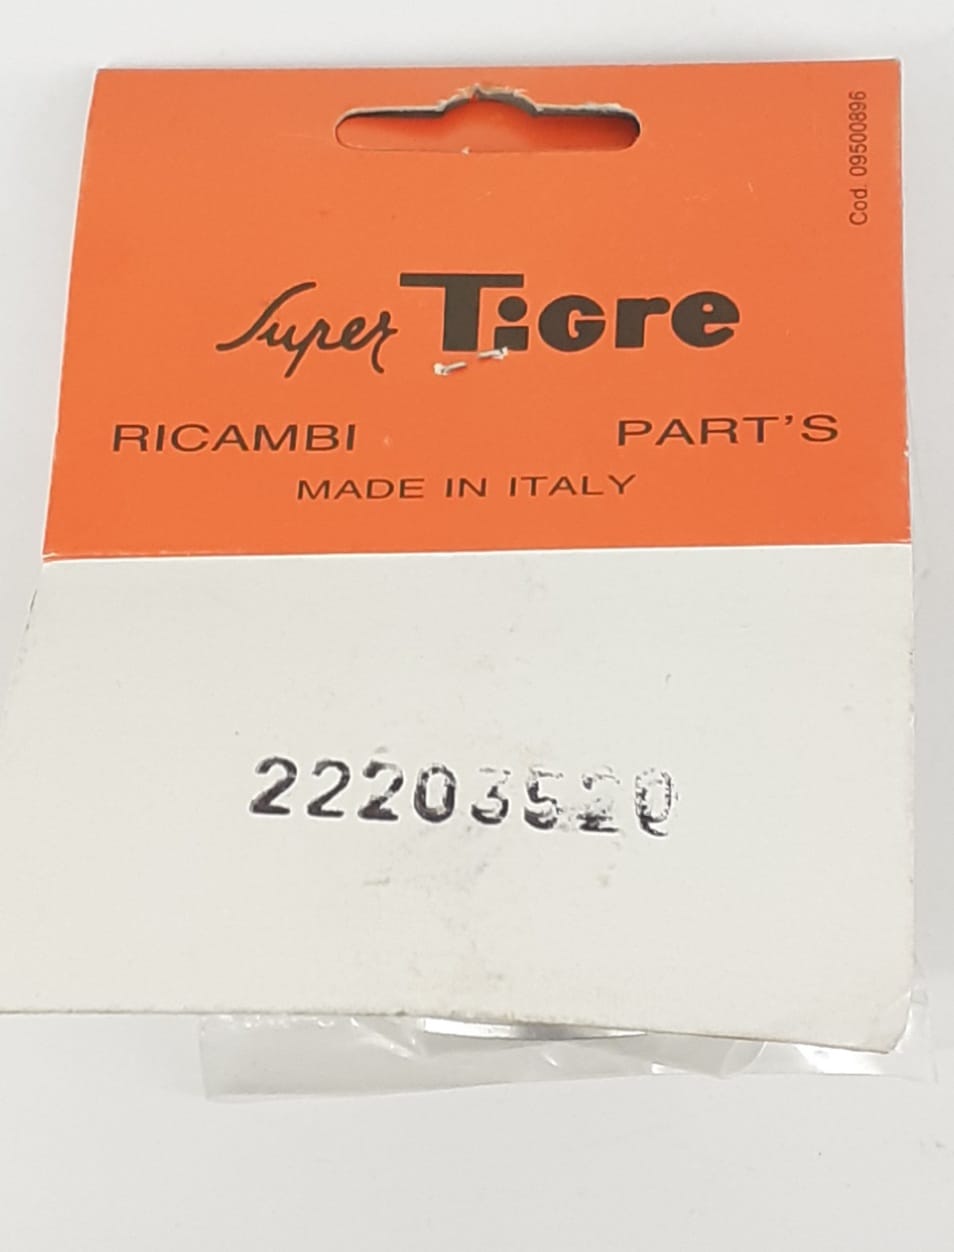 Cod. 09500896
Super Tigre
RICAMBI PART'S
MADE IN ITALY
22203520